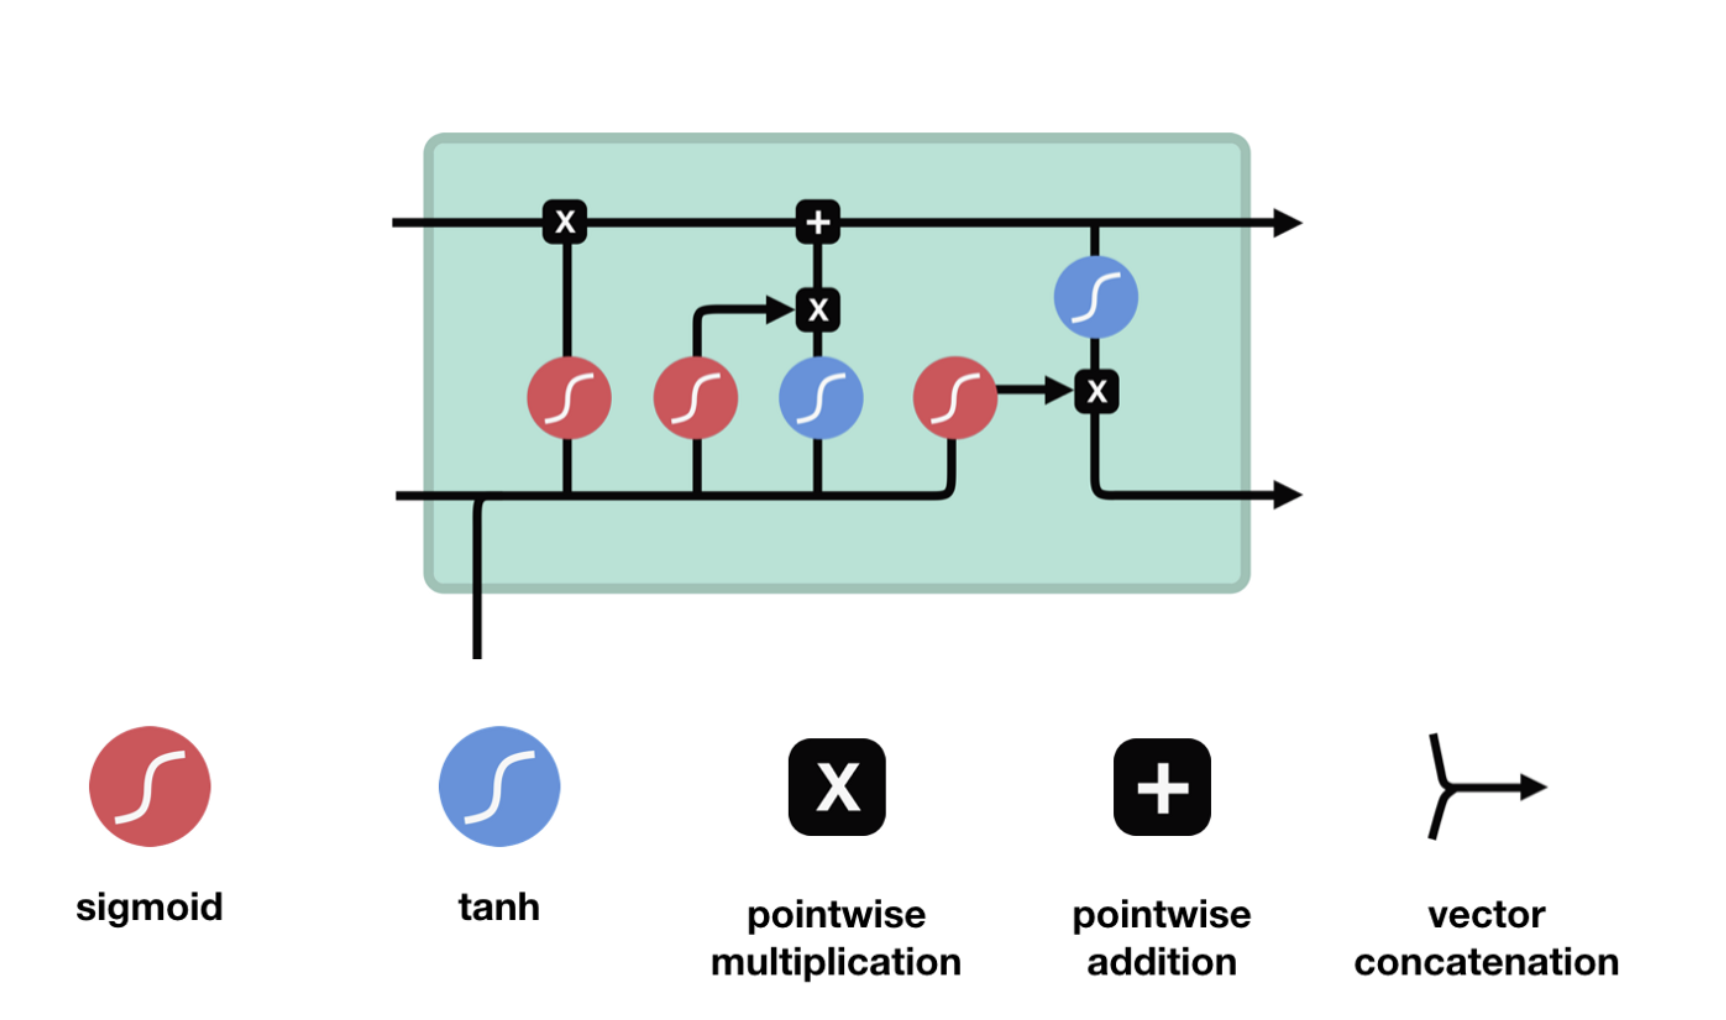 X
+
X
X
X
+
sigmoid
tanh
pointwise
multiplication
pointwise
addition
vector
concatenation